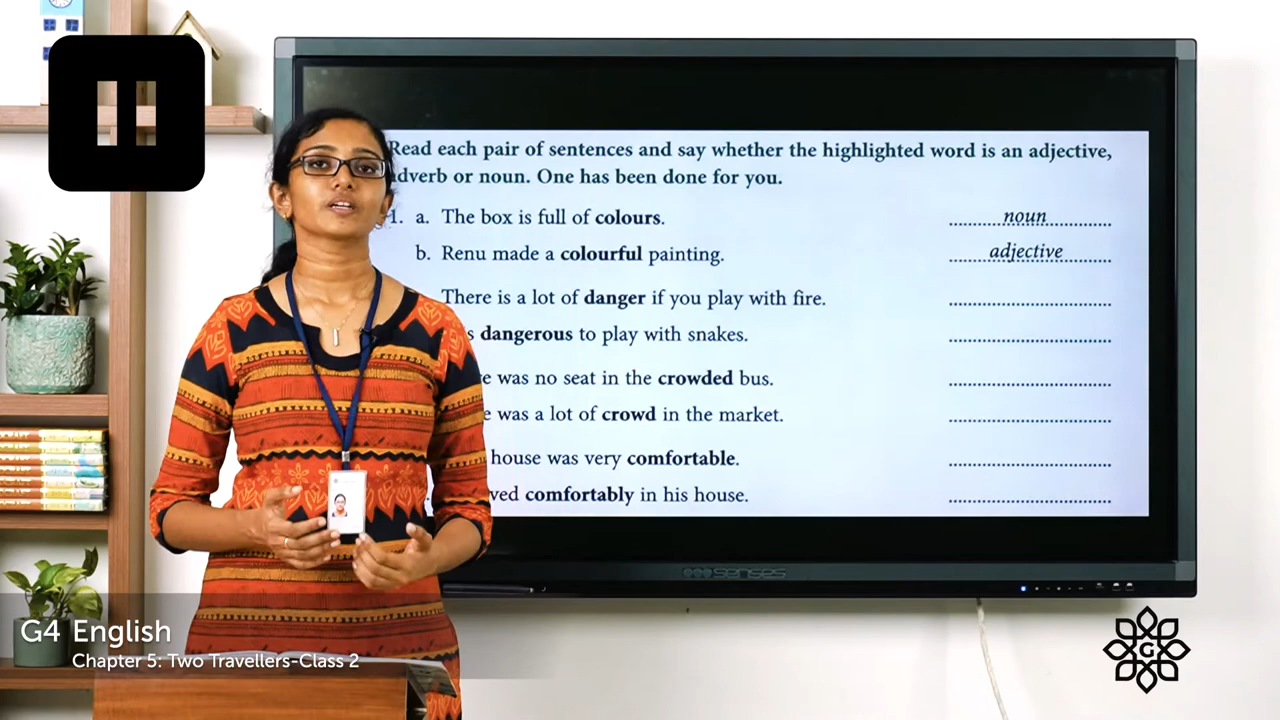 Read each pair of sentences and say whether the highlighted word is an adjective,
adverb or noun. One has been done for you.
1. a. The box is full of colours. noun
b. Renu made a colourful painting. adjective
There is a lot of danger if you play with fire.
dangerous to play with snakes.
was no seat in the crowded bus.
was a lot of crowd in the market.
house was very comfortable.
comfortably in his house.
senses
G4 English
Chapter 5: Two Travellers-Class 2
G